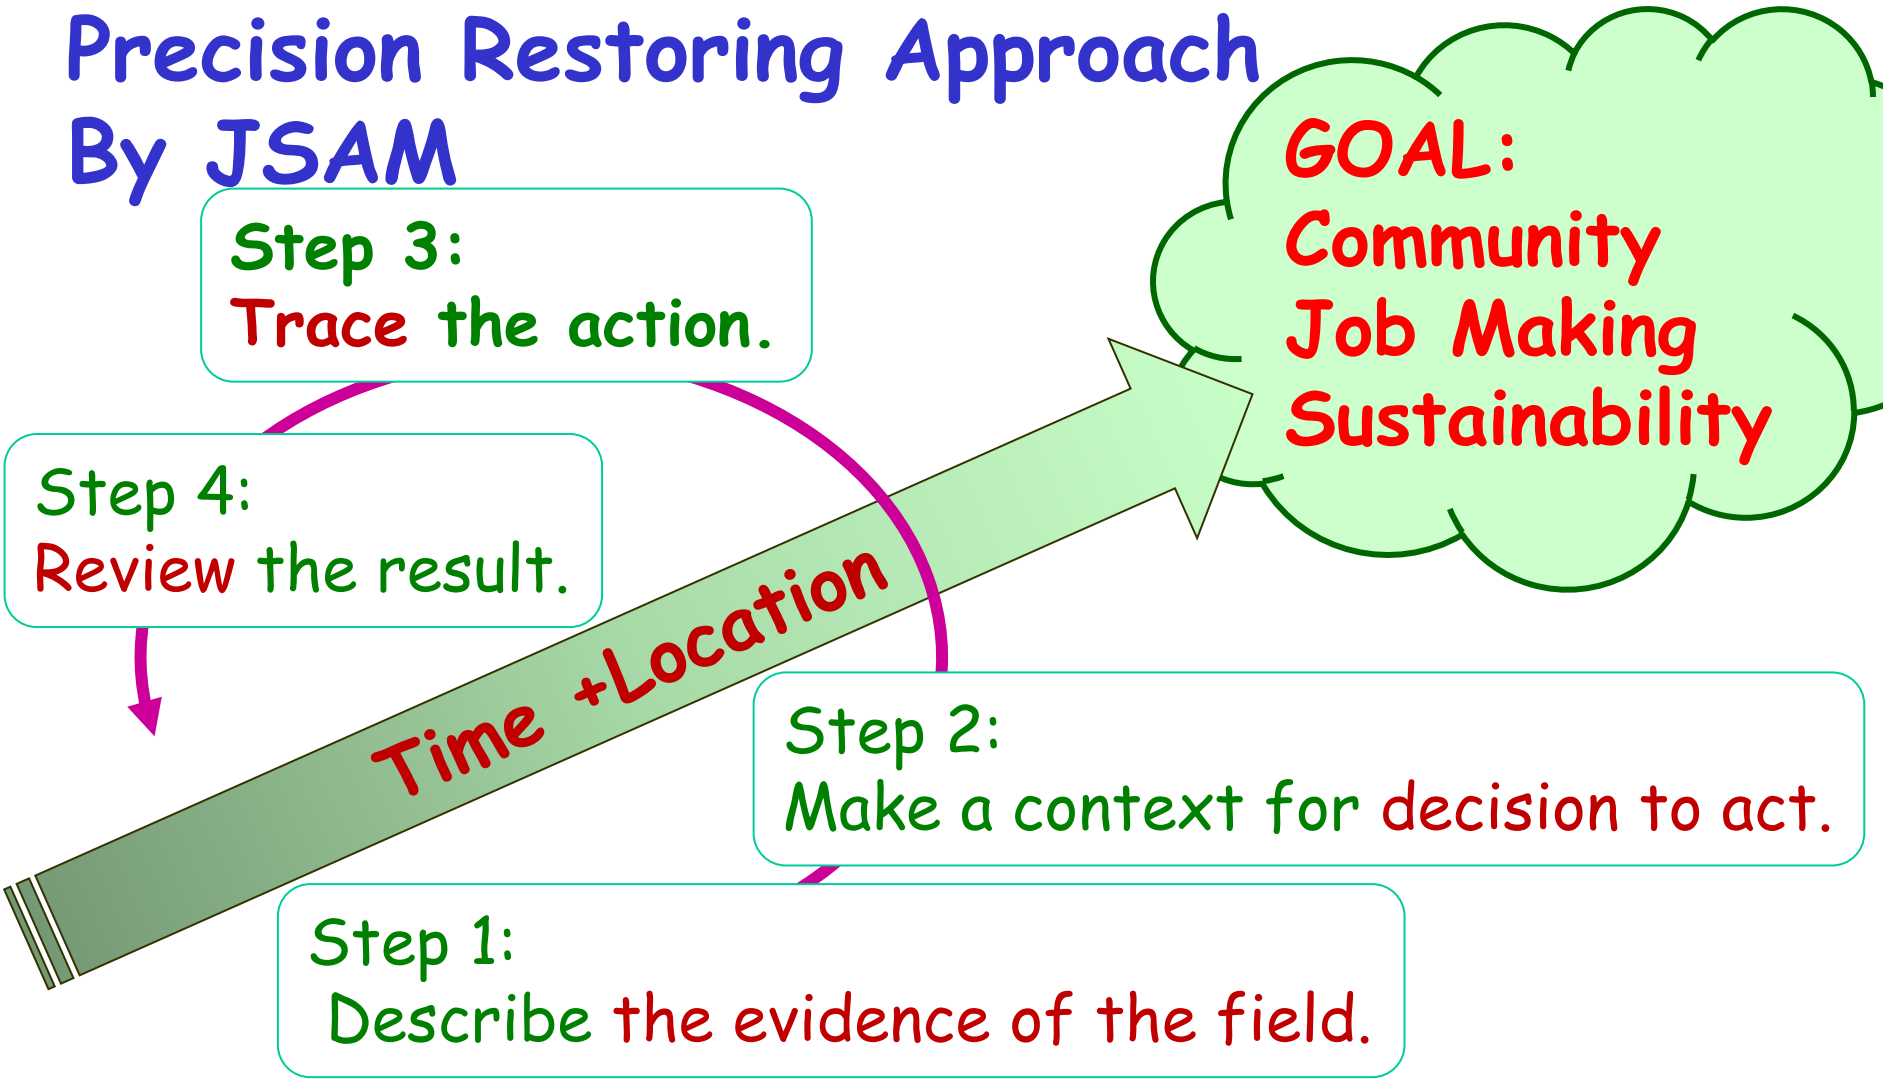 Precision Restoring Approach
By JSAM
GOAL:
Community
Job Making
Sustainability
Step 3:
Trace the action.
Step 4:
Review the result.
Time +Location
Step 2:
Make a context for decision to act.
Step 1:
Describe the evidence of the field.